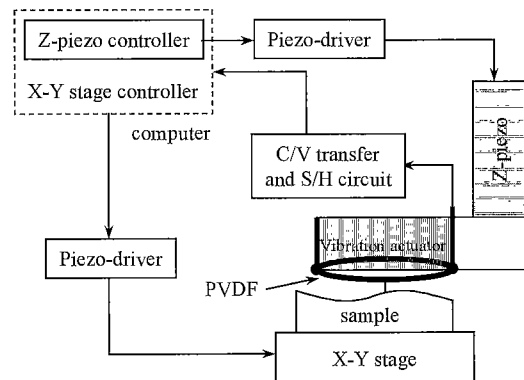 Z-piezo controller
Piezo-driver
X-Y stage controller
computer
C/V transfer
and S/H circuit
Z-piezo
Vibration actuator
Piezo-driver
PVDF
sample
X-Y stage